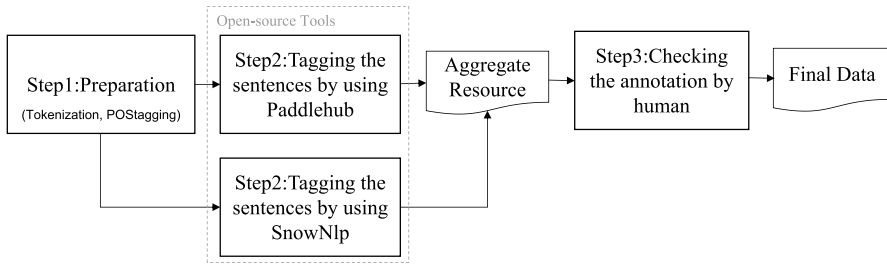 Open-source Tools
Step1:Preparation
(Tokenization, POStagging)
Step2:Tagging the
sentences by using
Paddlehub
Aggregate
Resource
Step3:Checking
the annotation by
human
Final Data
Step2:Tagging the
sentences by using
SnowNlp